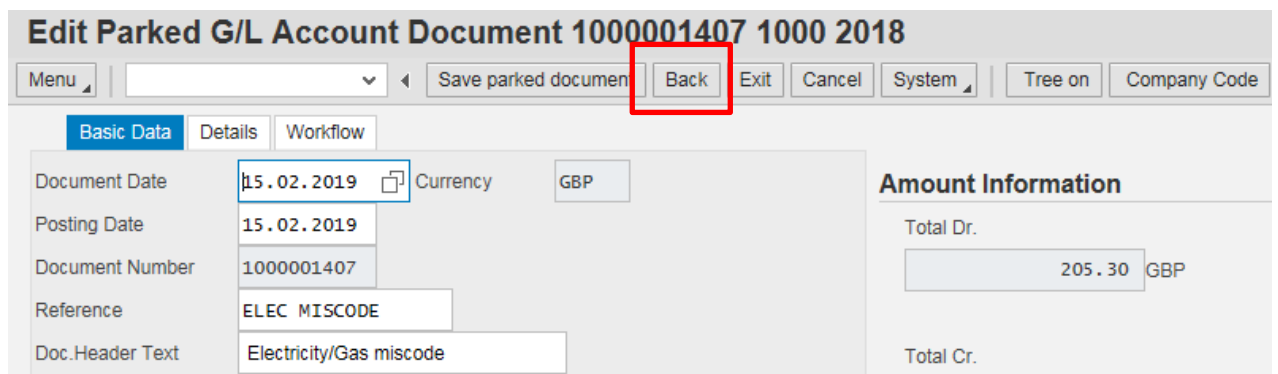 Edit Parked G/L Account Document 1000001407 1000 2018
Menu Save parked document Back Exit Cancel System Tree on Company Code
Basic Data Details Workflow
Document Date 15.02.2019 Currency GBP
Amount Information
Posting Date 15.02.2019 Total Dr.
Document Number 1000001407 205.30 GBP
Reference ELEC MISCODE
Doc.Header Text Electricity/Gas miscode Total Cr.